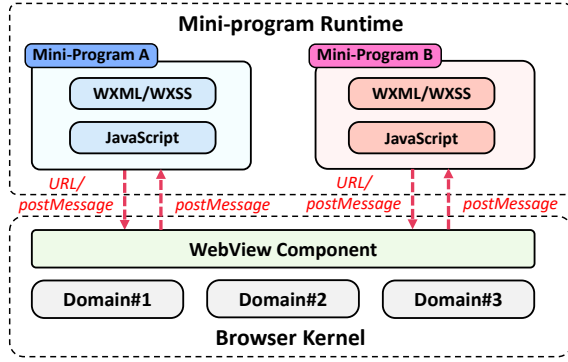 Mini-program Runtime
Mini-Program A
Mini-Program B
WXML/WXSS
WXML/WXSS
JavaScript
JavaScript
URL/
postMessage
postMessage
URL/
postMessage
postMessage
WebView Component
Domain#1
Domain#2
Domain#3
Browser Kernel